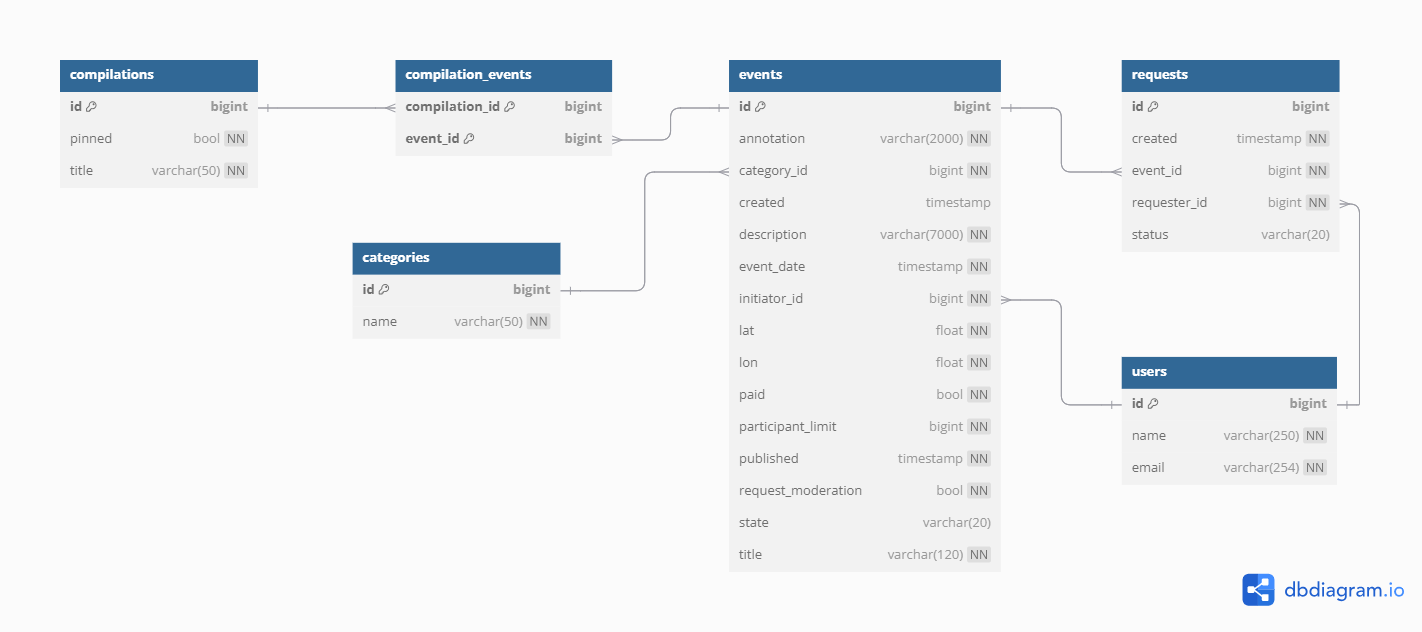 compilations
id bigint
pinned bool NN
title varchar(50) NN
compilation_events
compilation_id bigint
event_id bigint
categories
id bigint
name varchar(50) NN
events
id bigint
annotation varchar(2000) NN
category_id bigint NN
created timestamp
description varchar(7000) NN
event_date timestamp NN
initiator_id bigint NN
lat float NN
lon float NN
paid bool NN
participant_limit bigint NN
published timestamp NN
request_moderation bool NN
state varchar(20)
title varchar(120) NN
requests
id bigint
created timestamp NN
event_id bigint NN
requester_id bigint NN
status varchar(20)
users
id bigint
name varchar(250) NN
email varchar(254) NN
dbdiagram.io